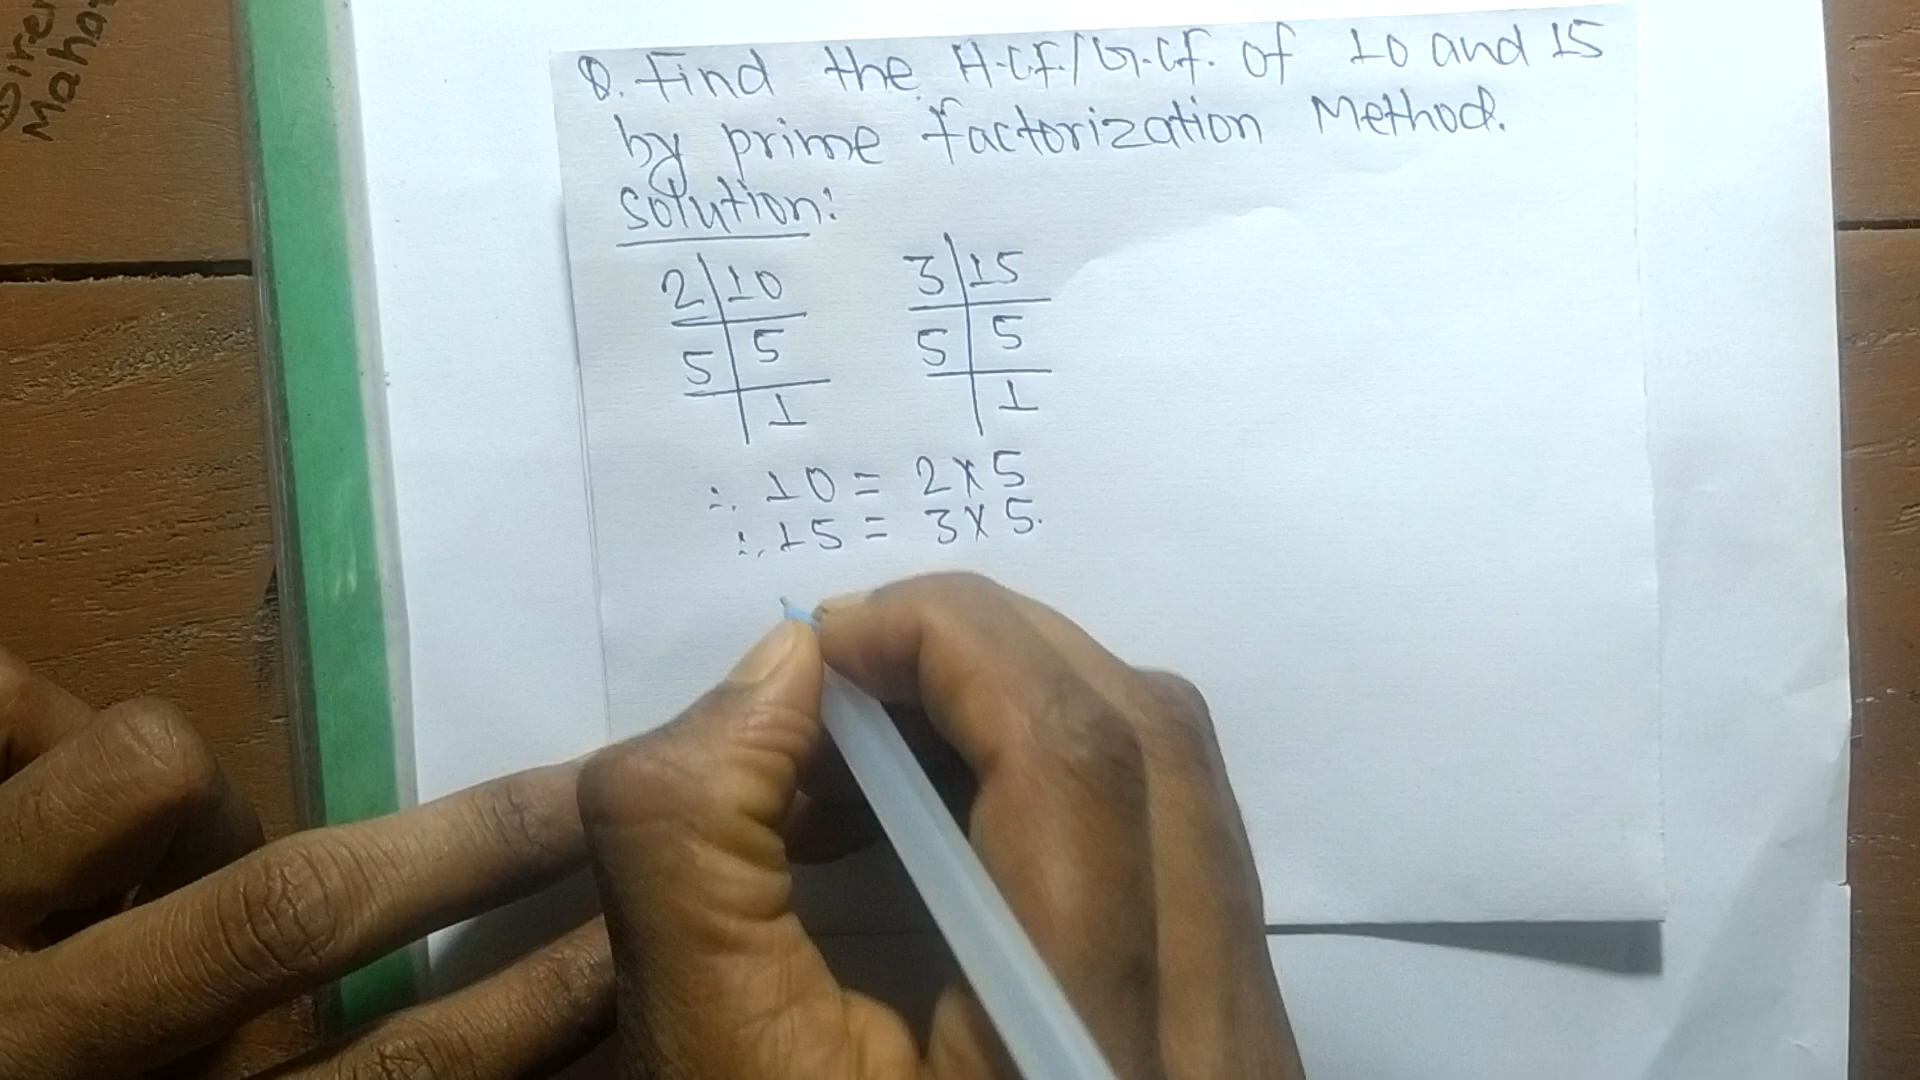 Q. Find the H.C.F./G.C.F. of 10 and 15
by prime factorization Method.
Solution:
2 | 10
5 | 5
1
3 | 15
5 | 5
1
∴ 10 = 2 × 5
∴ 15 = 3 × 5.